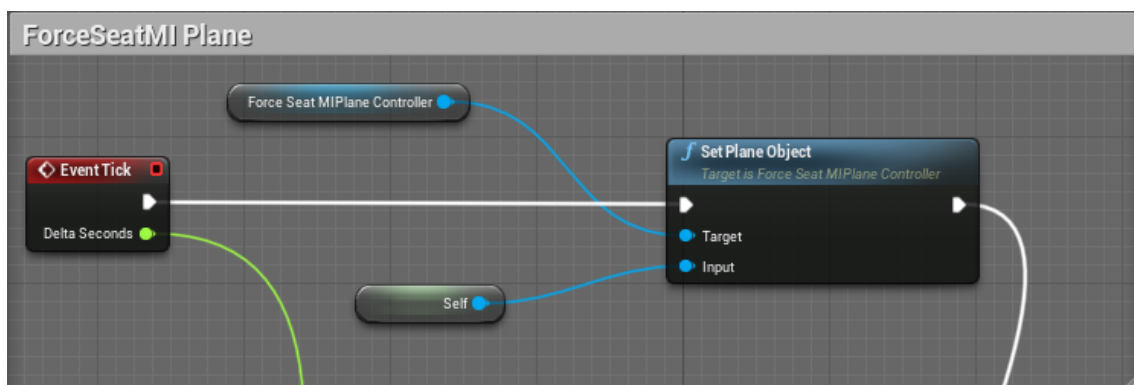 ForceSeatMI Plane
Force Seat MIPlane Controller
Event Tick
Delta Seconds
f Set Plane Object
Target is Force Seat MIPlane Controller
Target
Input
Self